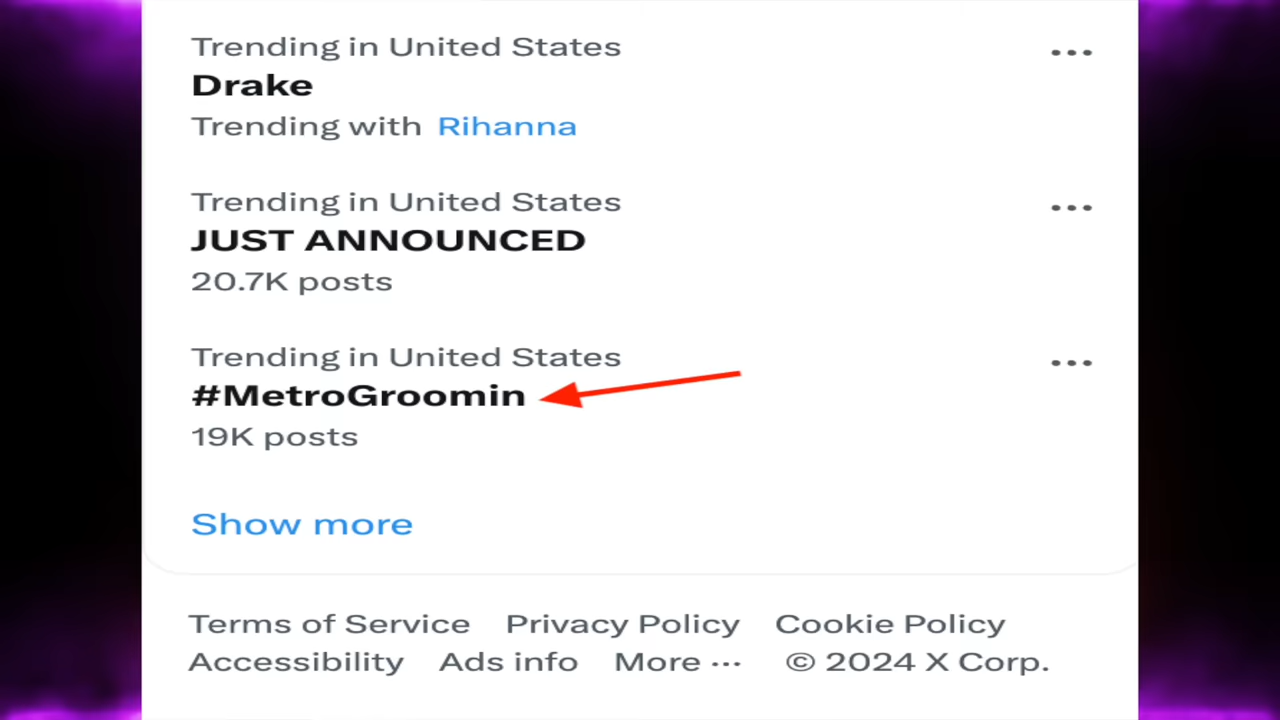 Trending in United States
Drake
Trending with Rihanna
Trending in United States
JUST ANNOUNCED
20.7K posts
Trending in United States
#MetroGroomin
19K posts
Show more
Terms of Service Privacy Policy Cookie Policy
Accessibility Ads info More ··· © 2024 X Corp.